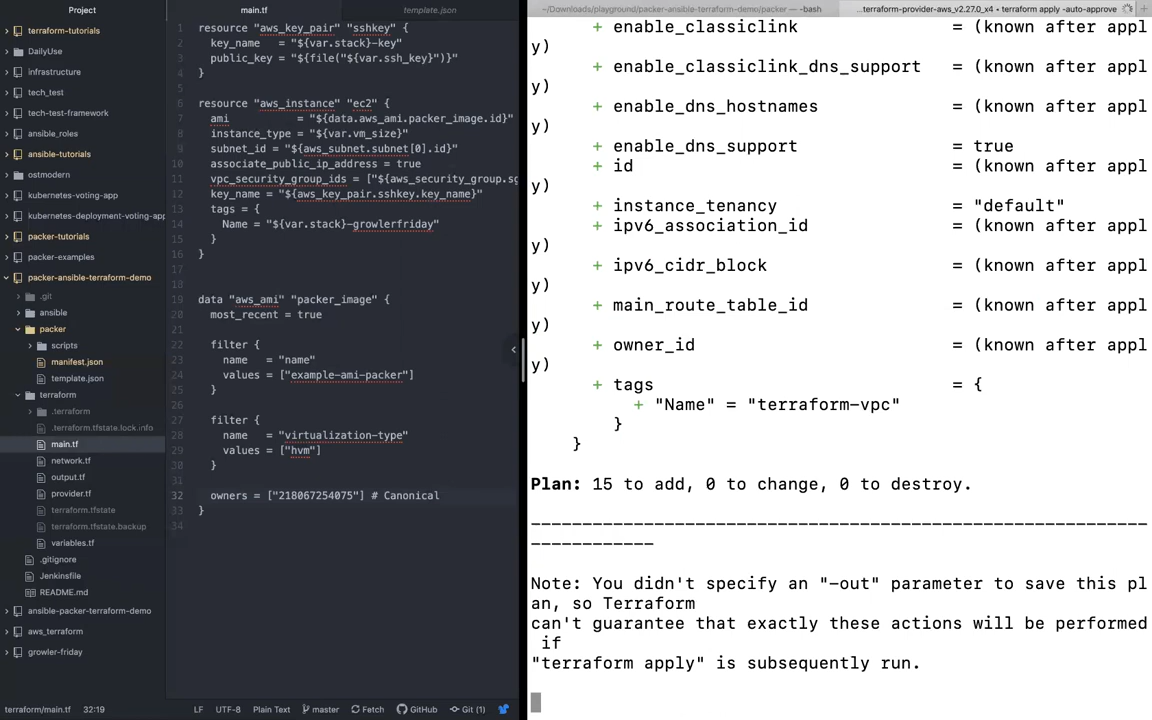 Project
terraform-tutorials
DailyUse
infrastructure
tech_test
tech-test-framework
ansible_roles
ansible-tutorials
ostmodern
kubernetes-voting-app
kubernetes-deployment-voting-app
packer-tutorials
packer-examples
packer-ansible-terraform-demo
.git
ansible
packer
scripts
manifest.json
template.json
terraform
.terraform
.terraform.tfstate.lock.info
main.tf
network.tf
output.tf
provider.tf
terraform.tfstate
terraform.tfstate.backup
variables.tf
.gitignore
Jenkinsfile
README.md
ansible-packer-terraform-demo
aws_terraform
growler-friday
terraform/main.tf 32:19
main.tf
template.json
1 resource "aws_key_pair" "sshkey" {
2 key_name = "${var.stack}-key"
3 public_key = "${file("${var.ssh_key}")}"
4 }
5
6 resource "aws_instance" "ec2" {
7 ami = "${data.aws_ami.packer_image.id}"
8 instance_type = "${var.vm_size}"
9 subnet_id = "${aws_subnet.subnet[0].id}"
10 associate_public_ip_address = true
11 vpc_security_group_ids = ["${aws_security_group.sg
12 key_name = "${aws_key_pair.sshkey.key_name}"
13 tags = {
14 Name = "${var.stack}-growlerfriday"
15 }
16 }
17
18
19 data "aws_ami" "packer_image" {
20 most_recent = true
21
22 filter {
23 name = "name"
24 values = ["example-ami-packer"]
25 }
26
27 filter {
28 name = "virtualization-type"
29 values = ["hvm"]
30 }
31
32 owners = ["218067254075"] # Canonical
33 }
34
LF UTF-8 Plain Text master Fetch GitHub Git (1)
~/Downloads/playground/packer-ansible-terraform-demo/packer — -bash
...terraform-provider-aws_v2.27.0_x4 ◂ terraform apply -auto-approve
+ enable_classiclink = (known after appl
y)
+ enable_classiclink_dns_support = (known after appl
y)
+ enable_dns_hostnames = (known after appl
y)
+ enable_dns_support = true
+ id = (known after appl
y)
+ instance_tenancy = "default"
+ ipv6_association_id = (known after appl
y)
+ ipv6_cidr_block = (known after appl
y)
+ main_route_table_id = (known after appl
y)
+ owner_id = (known after appl
y)
+ tags = {
+ "Name" = "terraform-vpc"
}
}
Plan: 15 to add, 0 to change, 0 to destroy.
------------------------------------------------------------
------------
Note: You didn't specify an "-out" parameter to save this pl
an, so Terraform
can't guarantee that exactly these actions will be performed
if
"terraform apply" is subsequently run.